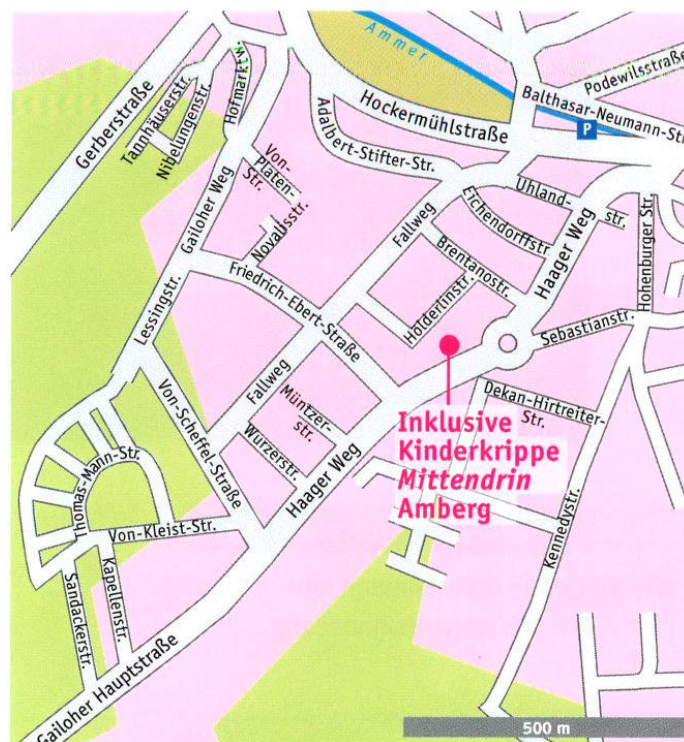 Ammer
Podewilsstraße
Balthasar-Neumann-Str.
P
Hockermühlstraße
Adalbert-Stifter-Str.
Hofmarktw.
Gerberstraße
Tannhäuserstr.
Nibelungenstr.
Von-
Platen-
Str.
Novalisstr.
Gailoher Weg
Lessingstr.
Friedrich-Ebert-Straße
Fallweg
Uhland-
str.
Eichendorffstr.
Brentanostr.
Hölderlinstr.
Haager Weg
Hohenburger Str.
Sebastianstr.
Dekan-Hirtreiter-
Str.
Inklusive
Kinderkrippe
Mittendrin
Amberg
Fallweg
Müntzer-
str.
Wurzerstr.
Haager Weg
Von-Scheffel-Straße
Thomas-Mann-Str.
Von-Kleist-Str.
Kapellenstr.
Sandäckerstr.
Gailoher Hauptstraße
Kennedystr.
500 m